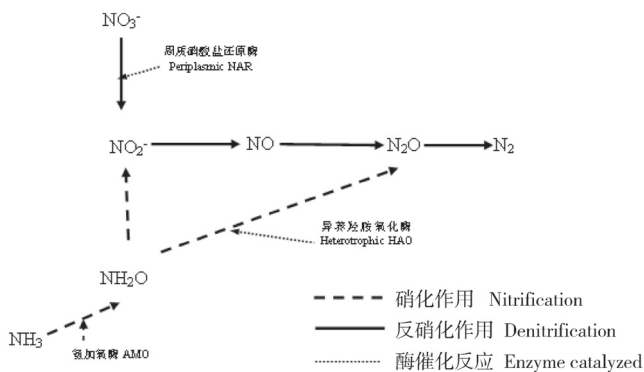 NO₃⁻
周质硝酸盐还原酶
Periplasmic NAR
NO₂⁻
NO
N₂O
N₂
异养羟胺氧化酶
Heterotrophic HAO
NH₂O
NH₃
氨加氧酶 AMO
硝化作用 Nitrification
反硝化作用 Denitrification
酶催化反应 Enzyme catalyzed